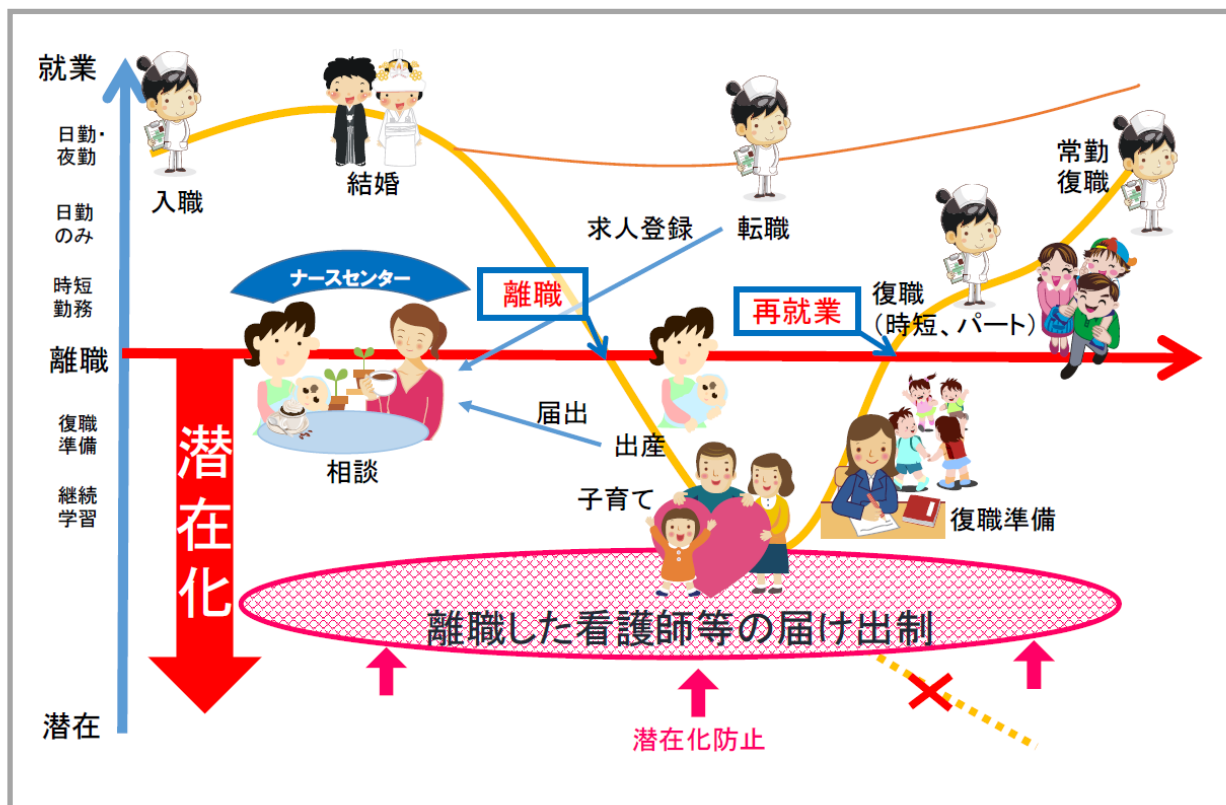 就業
日勤・
夜勤
日勤
のみ
時短
勤務
離職
復職
準備
継続
学習
潜在
入職
結婚
求人登録
転職
常勤
復職
ナースセンター
離職
再就業
復職
（時短、パート）
届出
出産
相談
子育て
復職準備
潜在化
離職した看護師等の届け出制
潜在化防止